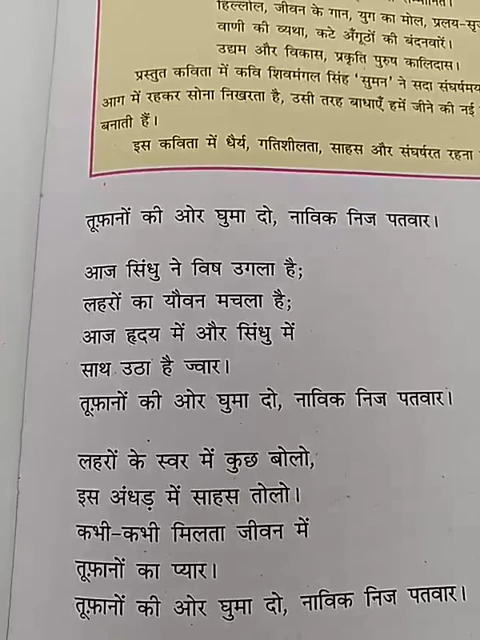 हिल्लोल, जीवन के गान, युग का मोल, प्रलय-सृ
वाणी की व्यथा, कटे अँगूठों की बंदनवारें।
उद्यम और विकास, प्रकृति पुरुष कालिदास।
प्रस्तुत कविता में कवि शिवमंगल सिंह 'सुमन' ने सदा संघर्षमय
आग में रहकर सोना निखरता है, उसी तरह बाधाएँ हमें जीने की नई
बनाती हैं।
इस कविता में धैर्य, गतिशीलता, साहस और संघर्षरत रहना
तूफ़ानों की ओर घुमा दो, नाविक निज पतवार।
आज सिंधु ने विष उगला है;
लहरों का यौवन मचला है;
आज हृदय में और सिंधु में
साथ उठा है ज्वार।
तूफ़ानों की ओर घुमा दो, नाविक निज पतवार।
लहरों के स्वर में कुछ बोलो,
इस अंधड़ में साहस तोलो।
कभी-कभी मिलता जीवन में
तूफ़ानों का प्यार।
तूफ़ानों की ओर घुमा दो, नाविक निज पतवार।